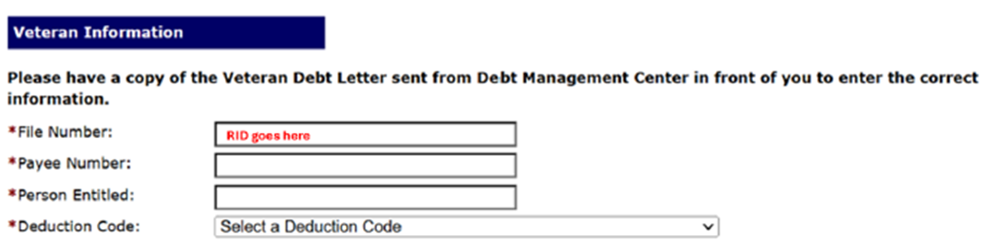 Veteran Information
Please have a copy of the Veteran Debt Letter sent from Debt Management Center in front of you to enter the correct
information.
*File Number: RID goes here
*Payee Number:
*Person Entitled:
*Deduction Code: Select a Deduction Code